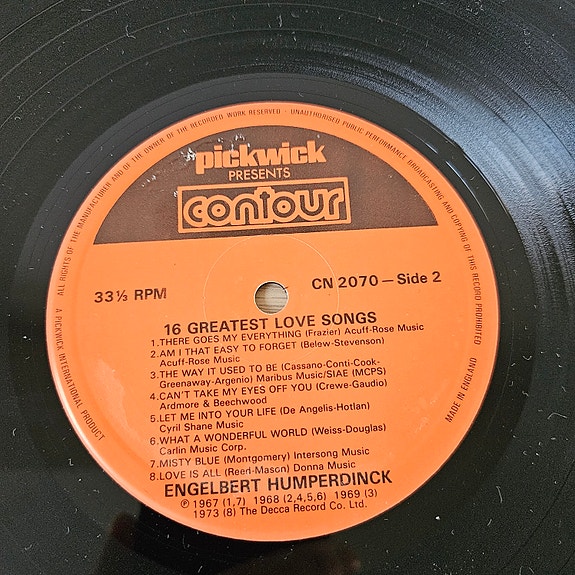 ALL RIGHTS OF THE MANUFACTURER AND OF THE OWNER OF THE RECORDED WORK RESERVED - UNAUTHORISED PUBLIC PERFORMANCE BROADCASTING AND COPYING OF THIS RECORD PROHIBITED
pickwick
PRESENTS
contour
33⅓ RPM
CN 2070 – Side 2
16 GREATEST LOVE SONGS
1. THERE GOES MY EVERYTHING (Frazier) Acuff-Rose Music
2. AM I THAT EASY TO FORGET (Belew-Stevenson)
Acuff-Rose Music
3. THE WAY IT USED TO BE (Cassano-Conti-Cook-
Greenaway-Argenio) Maribus Music/SIAE (MCPS)
4. CAN'T TAKE MY EYES OFF YOU (Crewe-Gaudio)
Ardmore & Beechwood
5. LET ME INTO YOUR LIFE (De Angelis-Hotlan)
Cyril Shane Music
6. WHAT A WONDERFUL WORLD (Weiss-Douglas)
Carlin Music Corp.
7. MISTY BLUE (Montgomery) Intersong Music
8. LOVE IS ALL (Reed-Mason) Donna Music
ENGELBERT HUMPERDINCK
℗ 1967 (1,7) 1968 (2,4,5,6) 1969 (3)
1973 (8) The Decca Record Co. Ltd.
A PICKWICK INTERNATIONAL PRODUCT
MADE IN ENGLAND